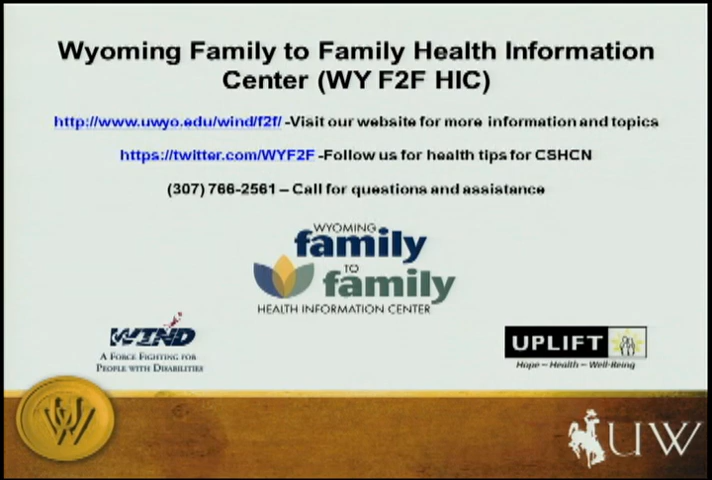 Wyoming Family to Family Health Information
Center (WY F2F HIC)
http://www.uwyo.edu/wind/f2f/ -Visit our website for more information and topics
https://twitter.com/WYF2F -Follow us for health tips for CSHCN
(307) 766-2561 – Call for questions and assistance
WYOMING
family
TO
family
HEALTH INFORMATION CENTER
WIND
A Force Fighting for
People with Disabilities
UPLIFT
Hope – Health – Well-Being
UW
UW